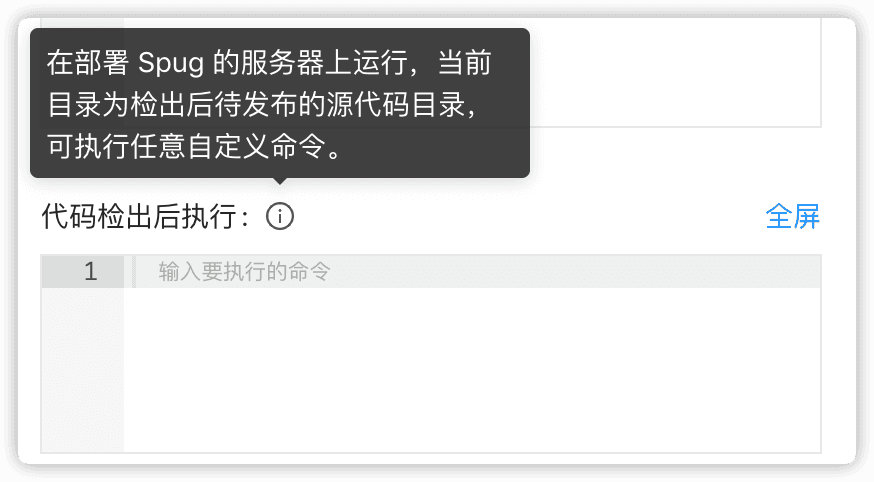 在部署 Spug 的服务器上运行，当前
目录为检出后待发布的源代码目录，
可执行任意自定义命令。
代码检出后执行： 全屏
1 输入要执行的命令